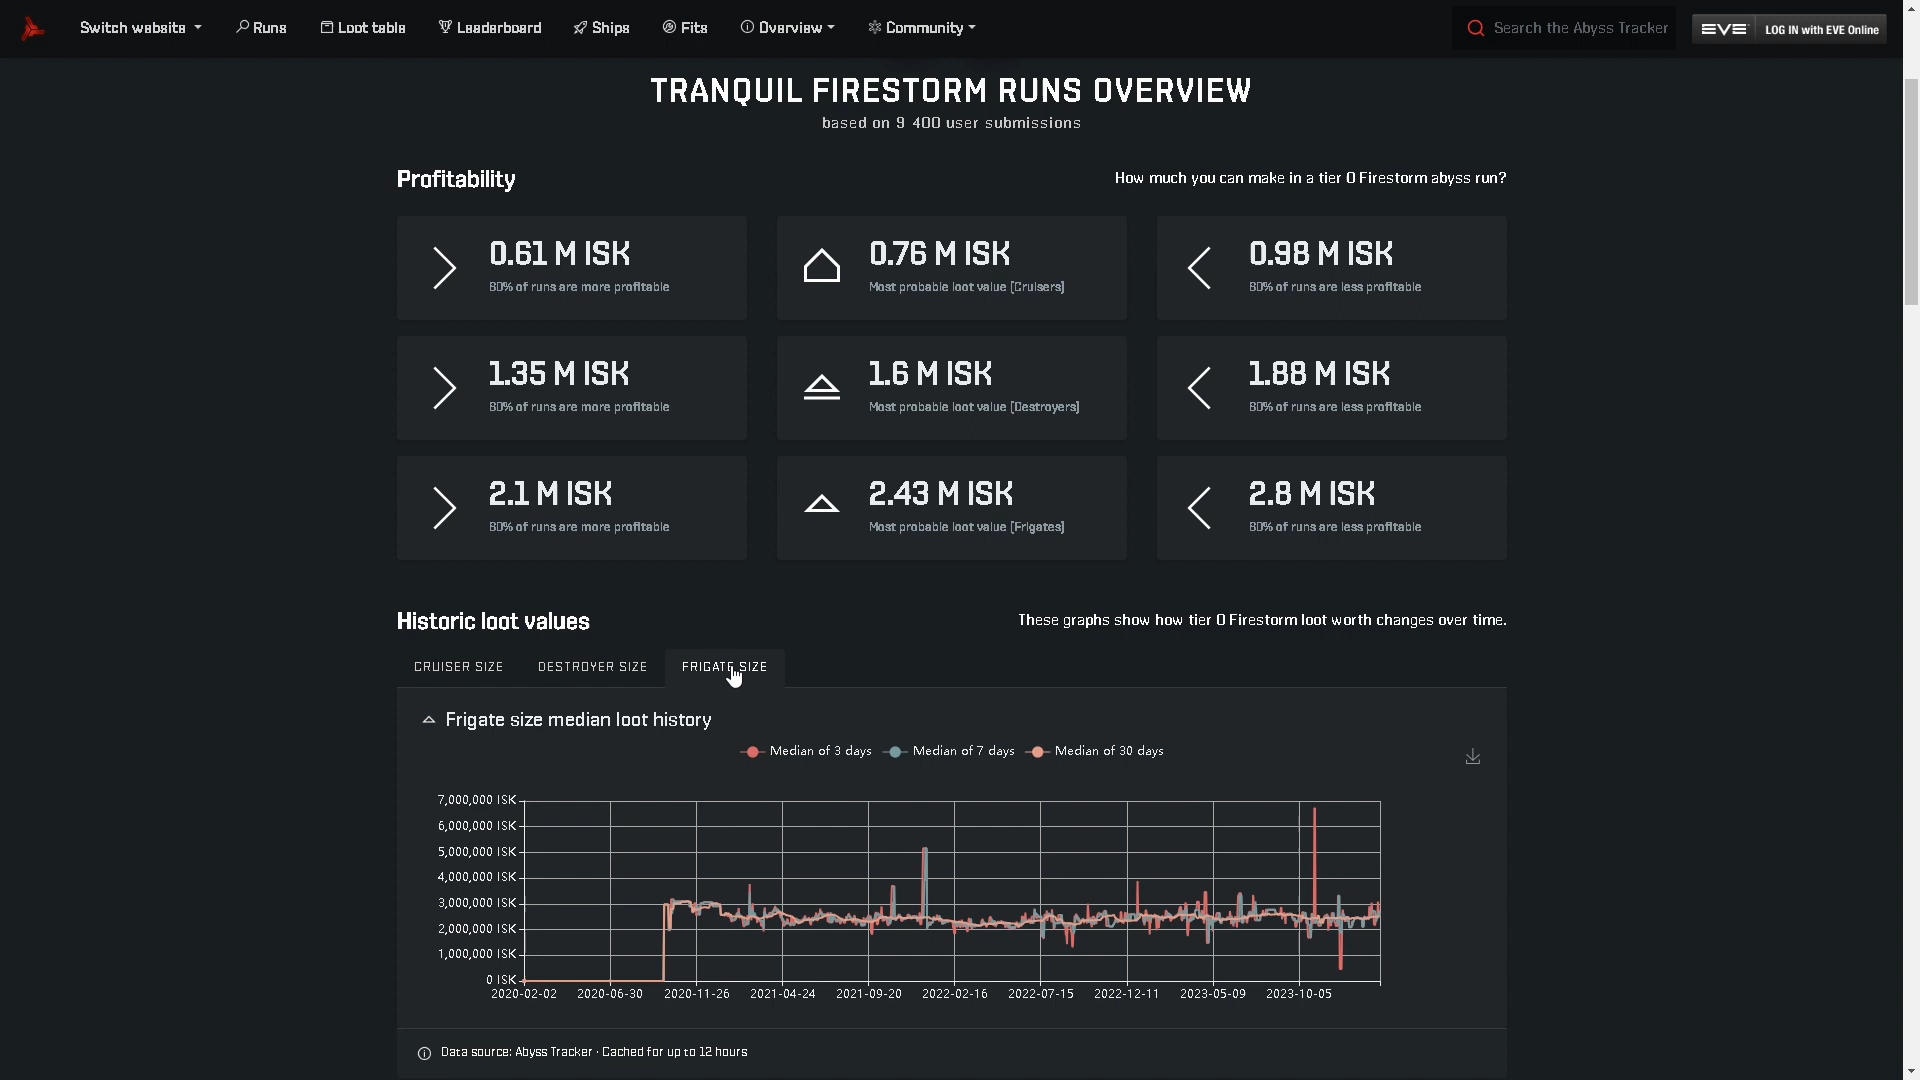 Switch website Runs Loot table Leaderboard Ships Fits Overview Community Search the Abyss Tracker EVE LOG IN with EVE Online
TRANQUIL FIRESTORM RUNS OVERVIEW
based on 9 400 user submissions
Profitability How much you can make in a tier 0 Firestorm abyss run?
0.61 M ISK 0.76 M ISK 0.98 M ISK
80% of runs are more profitable Most probable loot value [Cruisers] 80% of runs are less profitable
1.35 M ISK 1.6 M ISK 1.88 M ISK
80% of runs are more profitable Most probable loot value [Destroyers] 80% of runs are less profitable
2.1 M ISK 2.43 M ISK 2.8 M ISK
80% of runs are more profitable Most probable loot value [Frigates] 80% of runs are less profitable
Historic loot values These graphs show how tier 0 Firestorm loot worth changes over time.
CRUISER SIZE DESTROYER SIZE FRIGATE SIZE
Frigate size median loot history
Median of 3 days Median of 7 days Median of 30 days
7,000,000 ISK
6,000,000 ISK
5,000,000 ISK
4,000,000 ISK
3,000,000 ISK
2,000,000 ISK
1,000,000 ISK
0 ISK
2020-02-02 2020-06-30 2020-11-26 2021-04-24 2021-09-20 2022-02-16 2022-07-15 2022-12-11 2023-05-09 2023-10-05
Data source: Abyss Tracker · Cached for up to 12 hours